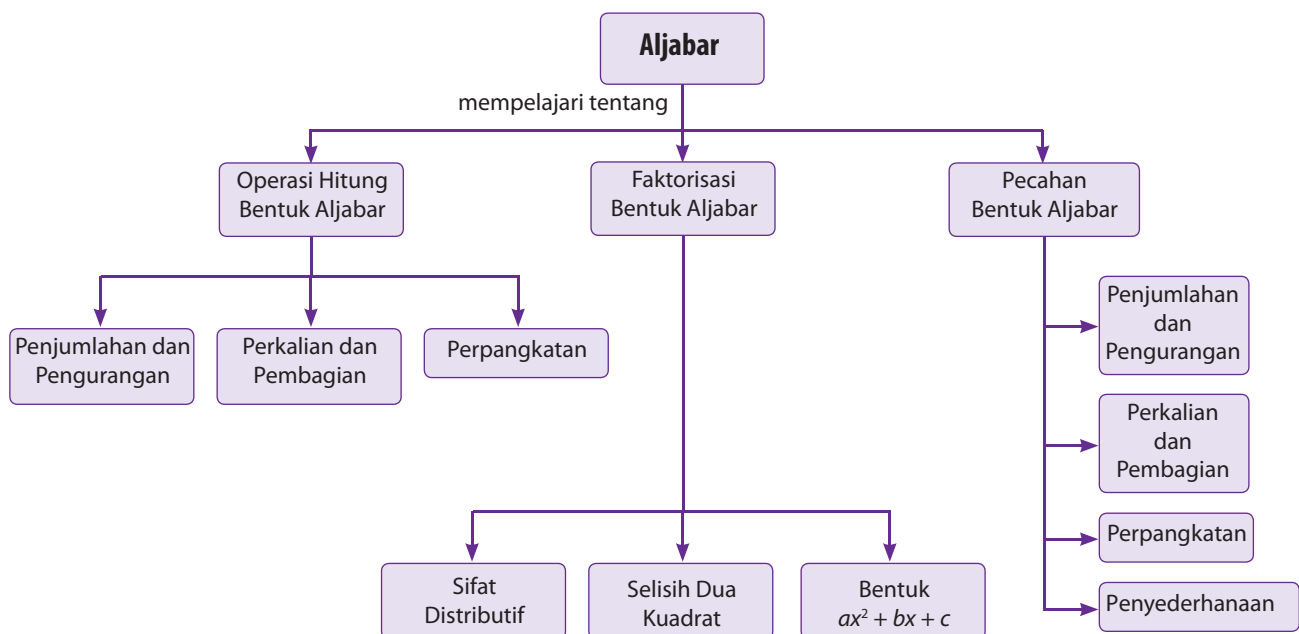 Aljabar
mempelajari tentang
Operasi Hitung
Bentuk Aljabar
Faktorisasi
Bentuk Aljabar
Pecahan
Bentuk Aljabar
Penjumlahan dan
Pengurangan
Perkalian dan
Pembagian
Perpangkatan
Sifat
Distributif
Selisih Dua
Kuadrat
Bentuk
ax² + bx + c
Penjumlahan
dan
Pengurangan
Perkalian
dan
Pembagian
Perpangkatan
Penyederhanaan